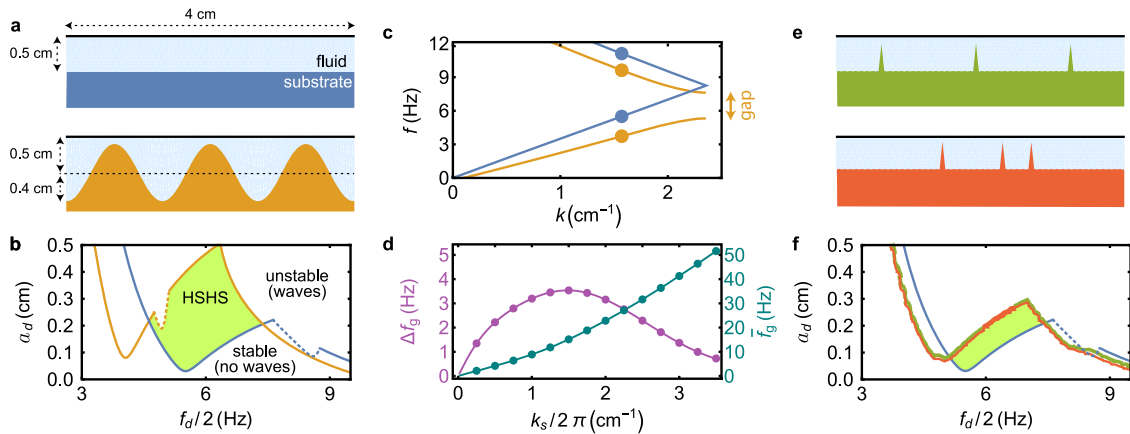 a
4 cm
0.5 cm
fluid
substrate
0.5 cm
0.4 cm
b
0.5
0.4
0.3
0.2
0.1
0.0
a_d (cm)
HSHS
unstable
(waves)
stable
(no waves)
3 6 9
f_d/2 (Hz)
c
12
9
6
3
0
f (Hz)
gap
0 1 2
k (cm⁻¹)
d
5
4
3
2
1
0
Δf_g (Hz)
50
40
30
20
10
0
f̄_g (Hz)
0 1 2 3
k_s/2 π (cm⁻¹)
e
f
0.5
0.4
0.3
0.2
0.1
0.0
a_d (cm)
3 6 9
f_d/2 (Hz)